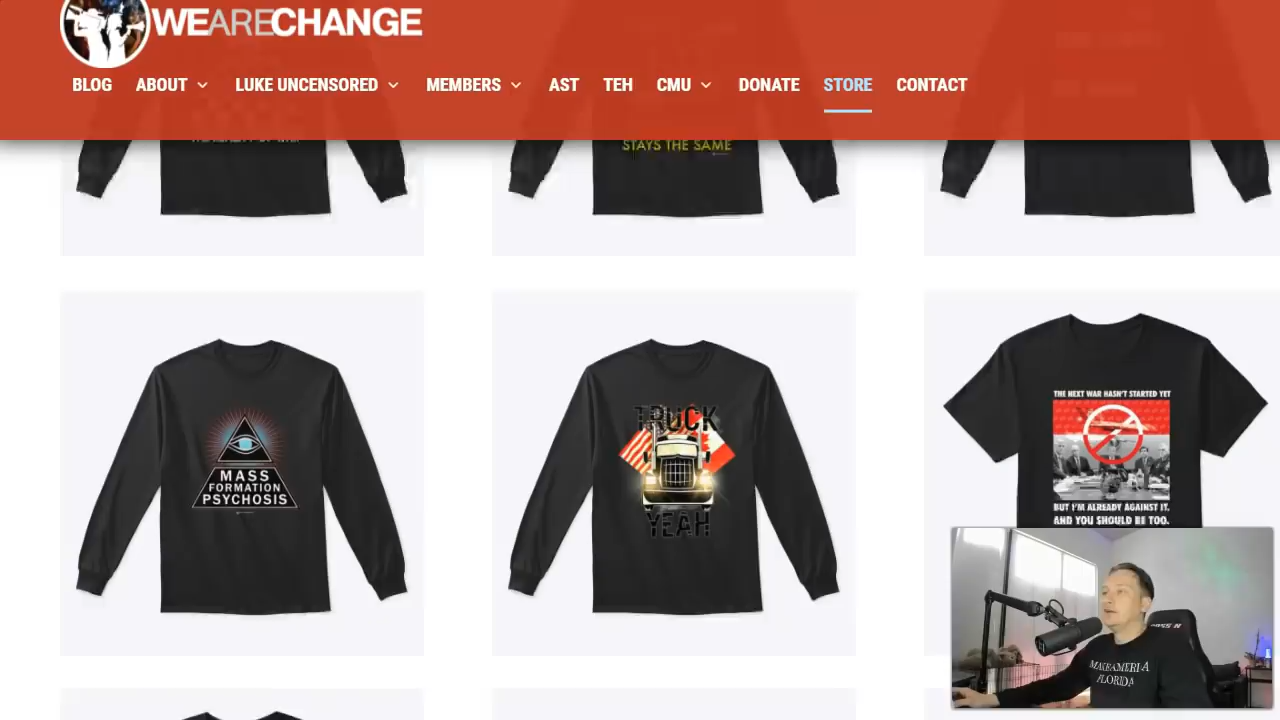 WEARECHANGE
BLOG ABOUT LUKE UNCENSORED MEMBERS AST TEH CMU DONATE STORE CONTACT
STAYS THE SAME
MASS
FORMATION
PSYCHOSIS
TRUCK
YEAH
THE NEXT WAR HASN'T STARTED YET
BUT I'M ALREADY AGAINST IT.
AND YOU SHOULD BE TOO.
FLORIDA